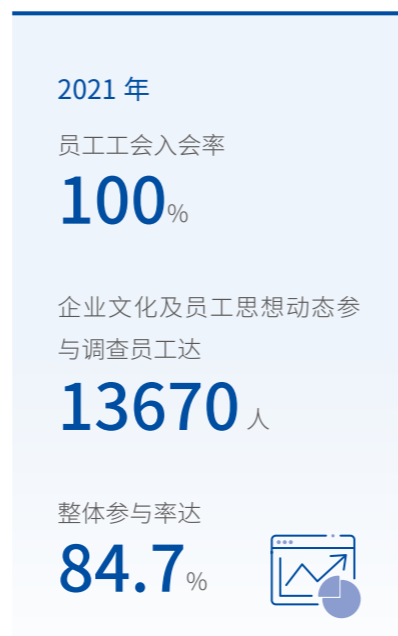 2021 年
员工工会入会率
100%
企业文化及员工思想动态参
与调查员工达
13670 人
整体参与率达
84.7%